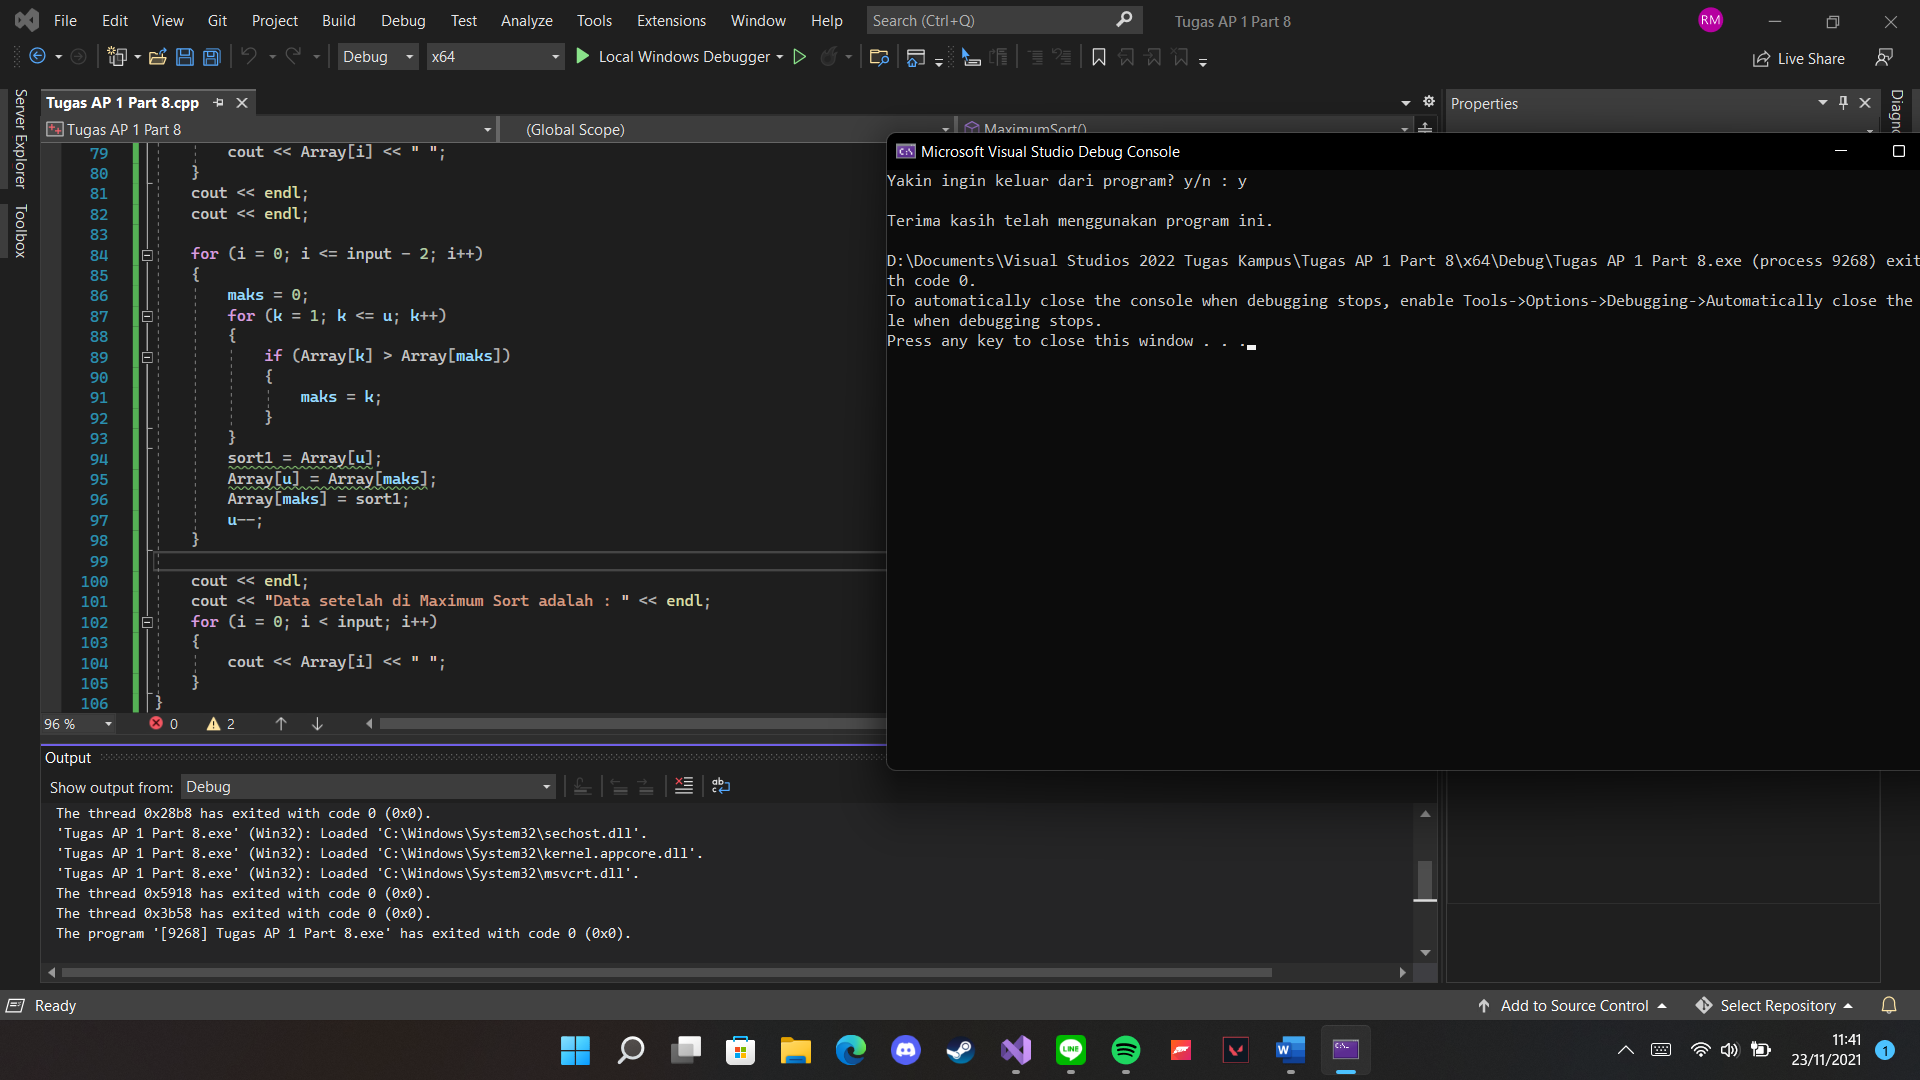 File Edit View Git Project Build Debug Test Analyze Tools Extensions Window Help Search (Ctrl+Q) Tugas AP 1 Part 8 RM
Debug x64 Local Windows Debugger Live Share
Server Explorer
Toolbox
Tugas AP 1 Part 8.cpp
Tugas AP 1 Part 8 (Global Scope) MaximumSort()
79 cout << Array[i] << " ";
80 }
81 cout << endl;
82 cout << endl;
83
84 for (i = 0; i <= input - 2; i++)
85 {
86 maks = 0;
87 for (k = 1; k <= u; k++)
88 {
89 if (Array[k] > Array[maks])
90 {
91 maks = k;
92 }
93 }
94 sort1 = Array[u];
95 Array[u] = Array[maks];
96 Array[maks] = sort1;
97 u--;
98 }
99
100 cout << endl;
101 cout << "Data setelah di Maximum Sort adalah : " << endl;
102 for (i = 0; i < input; i++)
103 {
104 cout << Array[i] << " ";
105 }
106 }
96 % 0 2
Properties
Microsoft Visual Studio Debug Console
Yakin ingin keluar dari program? y/n : y
Terima kasih telah menggunakan program ini.
D:\Documents\Visual Studios 2022 Tugas Kampus\Tugas AP 1 Part 8\x64\Debug\Tugas AP 1 Part 8.exe (process 9268) exit
th code 0.
To automatically close the console when debugging stops, enable Tools->Options->Debugging->Automatically close the
le when debugging stops.
Press any key to close this window . . .
Output
Show output from: Debug
The thread 0x28b8 has exited with code 0 (0x0).
'Tugas AP 1 Part 8.exe' (Win32): Loaded 'C:\Windows\System32\sechost.dll'.
'Tugas AP 1 Part 8.exe' (Win32): Loaded 'C:\Windows\System32\kernel.appcore.dll'.
'Tugas AP 1 Part 8.exe' (Win32): Loaded 'C:\Windows\System32\msvcrt.dll'.
The thread 0x5918 has exited with code 0 (0x0).
The thread 0x3b58 has exited with code 0 (0x0).
The program '[9268] Tugas AP 1 Part 8.exe' has exited with code 0 (0x0).
Ready Add to Source Control Select Repository
11:41
23/11/2021 1